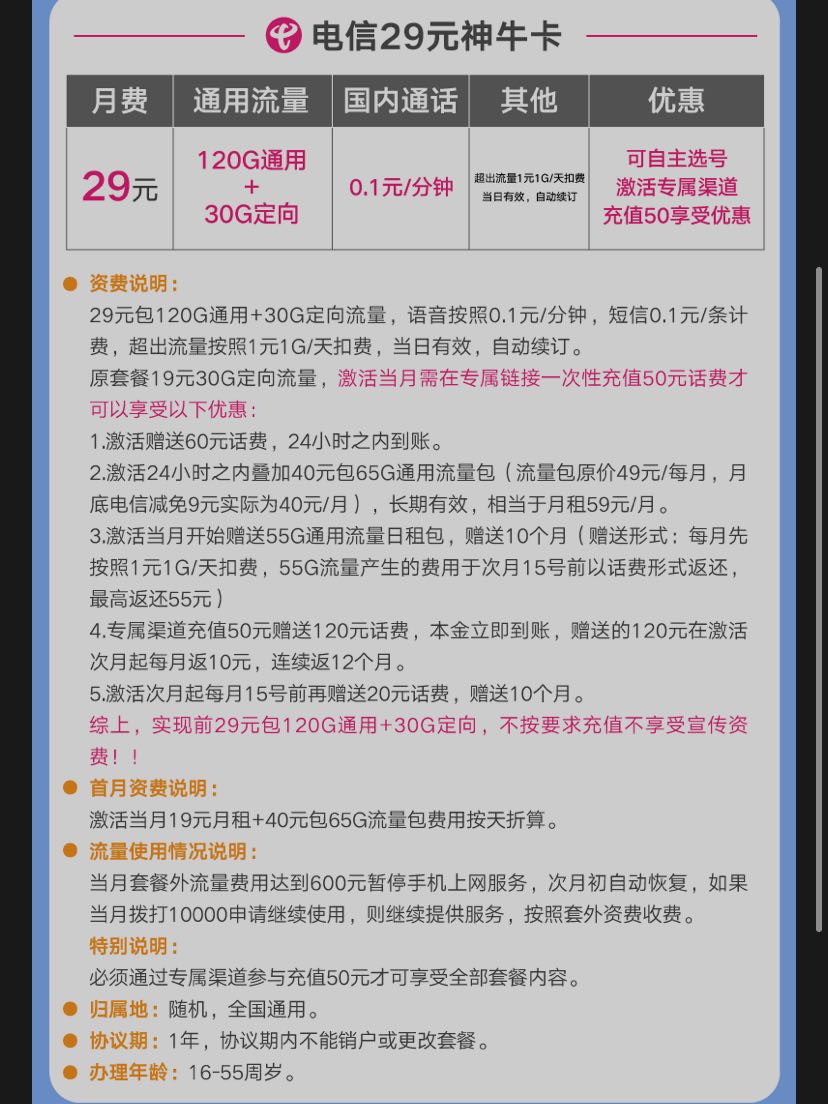 电信29元神牛卡
月费 通用流量 国内通话 其他 优惠
29元
120G通用
+
30G定向
0.1元/分钟
超出流量1元1G/天扣费
当日有效，自动续订
可自主选号
激活专属渠道
充值50享受优惠
资费说明：
29元包120G通用+30G定向流量，语音按照0.1元/分钟，短信0.1元/条计
费，超出流量按照1元1G/天扣费，当日有效，自动续订。
原套餐19元30G定向流量，激活当月需在专属链接一次性充值50元话费才
可以享受以下优惠：
1.激活赠送60元话费，24小时之内到账。
2.激活24小时之内叠加40元包65G通用流量包（流量包原价49元/每月，月
底电信减免9元实际为40元/月），长期有效，相当于月租59元/月。
3.激活当月开始赠送55G通用流量日租包，赠送10个月（赠送形式：每月先
按照1元1G/天扣费，55G流量产生的费用于次月15号前以话费形式返还，
最高返还55元）
4.专属渠道充值50元赠送120元话费，本金立即到账，赠送的120元在激活
次月起每月返10元，连续返12个月。
5.激活次月起每月15号前再赠送20元话费，赠送10个月。
综上，实现前29元包120G通用+30G定向，不按要求充值不享受宣传资
费！！
首月资费说明：
激活当月19元月租+40元包65G流量包费用按天折算。
流量使用情况说明：
当月套餐外流量费用达到600元暂停手机上网服务，次月初自动恢复，如果
当月拨打10000申请继续使用，则继续提供服务，按照套外资费收费。
特别说明：
必须通过专属渠道参与充值50元才可享受全部套餐内容。
归属地：随机，全国通用。
协议期：1年，协议期内不能销户或更改套餐。
办理年龄：16-55周岁。